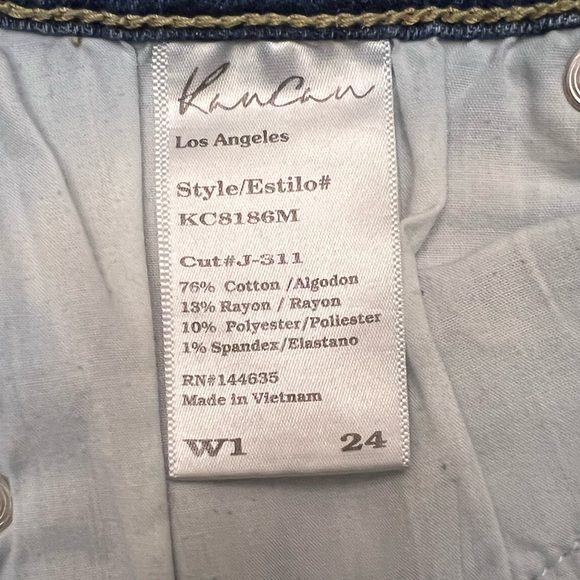 KanCan
Los Angeles
Style/Estilo#
KC8186M
Cut#J-311
76% Cotton /Algodon
13% Rayon / Rayon
10% Polyester/Poliester
1% Spandex/Elastano
RN#144635
Made in Vietnam
W1 24